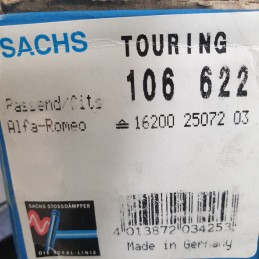 SACHS TOURING
106 622
Passend/fits
Alfa-Romeo ≙ 16200 25072 03
SACHS STOSSDÄMPFER
DIE IDEAL LINIE
4 013872 034253
Made in Germany